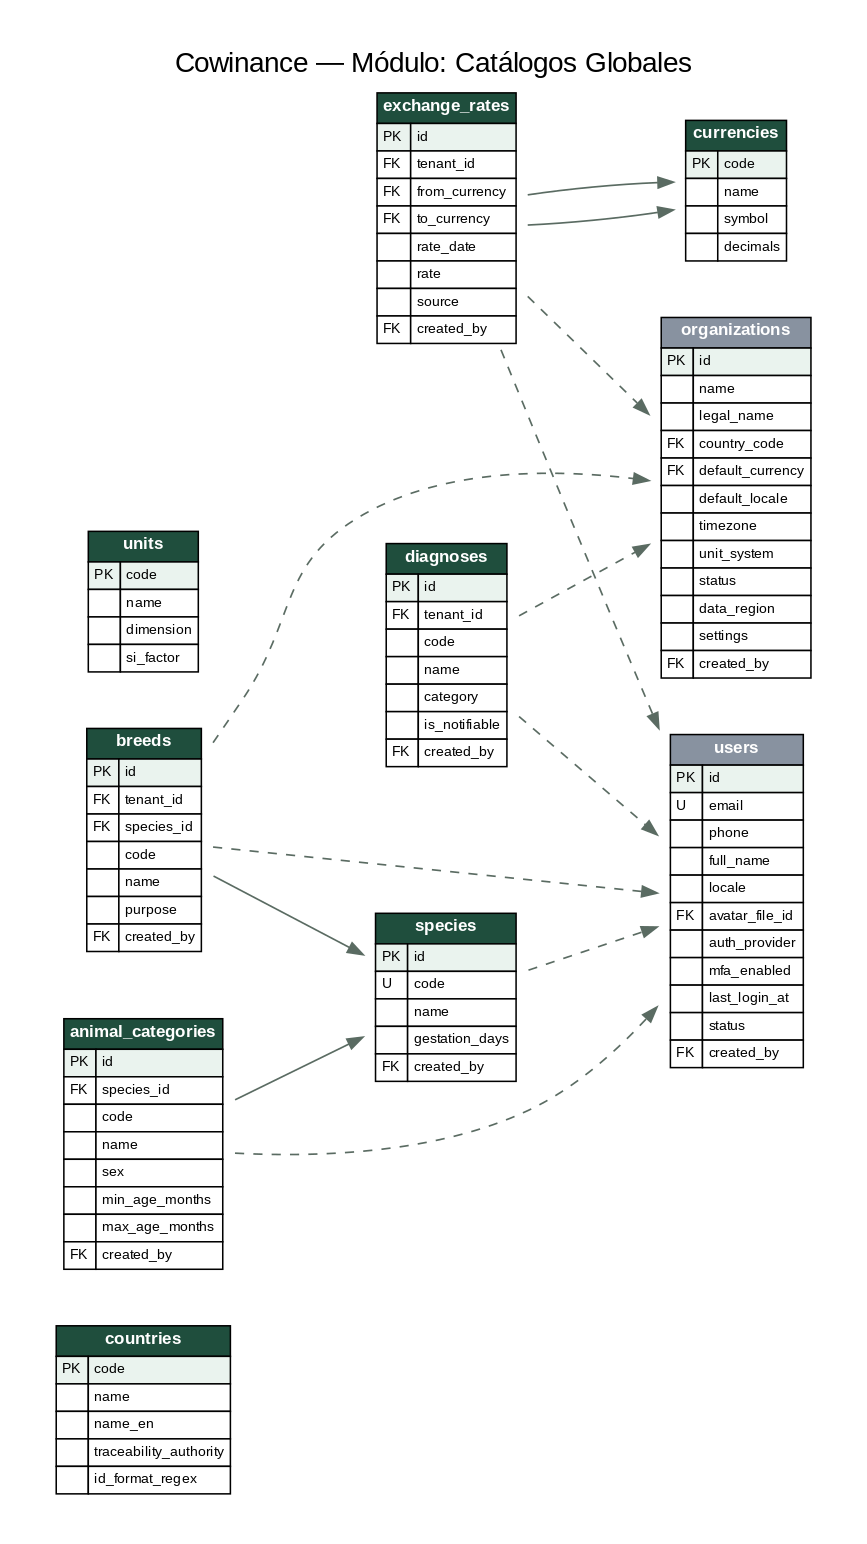 Cowinance — Módulo: Catálogos Globales
exchange_rates
PK id
FK tenant_id
FK from_currency
FK to_currency
rate_date
rate
source
FK created_by
currencies
PK code
name
symbol
decimals
organizations
PK id
name
legal_name
FK country_code
FK default_currency
default_locale
timezone
unit_system
status
data_region
settings
FK created_by
units
PK code
name
dimension
si_factor
diagnoses
PK id
FK tenant_id
code
name
category
is_notifiable
FK created_by
breeds
PK id
FK tenant_id
FK species_id
code
name
purpose
FK created_by
users
PK id
U email
phone
full_name
locale
FK avatar_file_id
auth_provider
mfa_enabled
last_login_at
status
FK created_by
species
PK id
U code
name
gestation_days
FK created_by
animal_categories
PK id
FK species_id
code
name
sex
min_age_months
max_age_months
FK created_by
countries
PK code
name
name_en
traceability_authority
id_format_regex